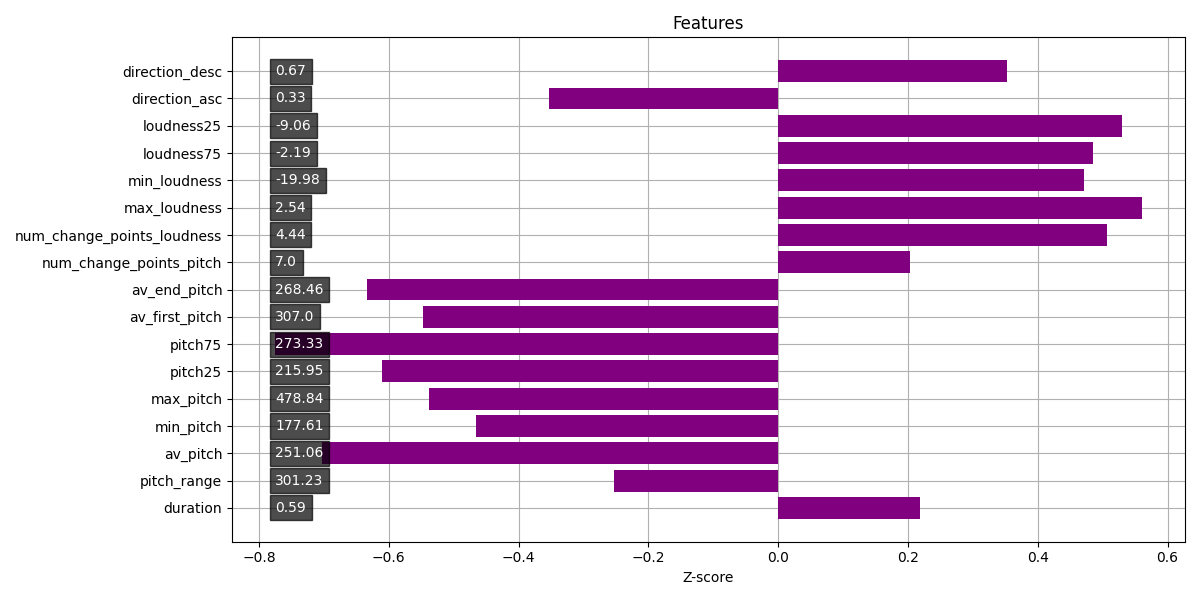 Features
direction_desc 0.67
direction_asc 0.33
loudness25 -9.06
loudness75 -2.19
min_loudness -19.98
max_loudness 2.54
num_change_points_loudness 4.44
num_change_points_pitch 7.0
av_end_pitch 268.46
av_first_pitch 307.0
pitch75 273.33
pitch25 215.95
max_pitch 478.84
min_pitch 177.61
av_pitch 251.06
pitch_range 301.23
duration 0.59
−0.8 −0.6 −0.4 −0.2 0.0 0.2 0.4 0.6
Z-score